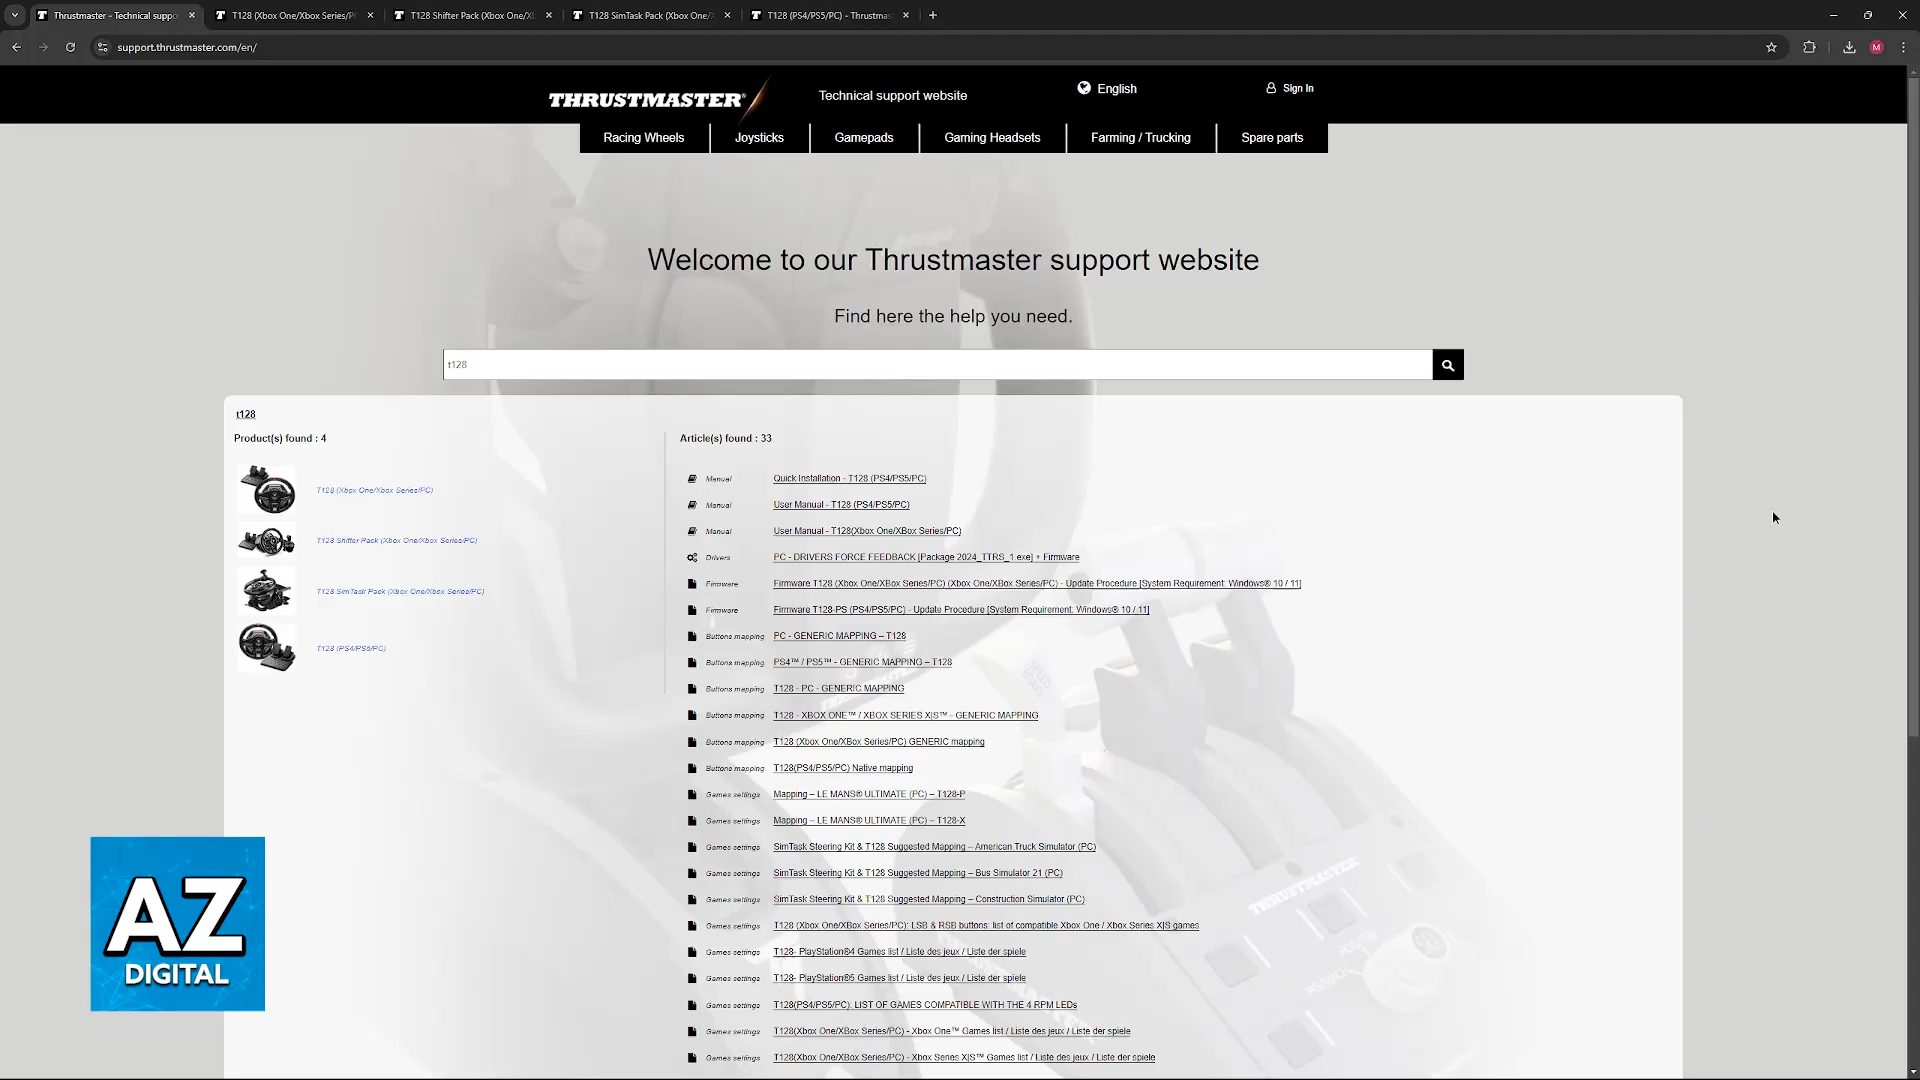 Thrustmaster - Technical suppo
T128 (Xbox One/Xbox Series/P
T128 Shifter Pack (Xbox One/X
T128 SimTask Pack (Xbox One/
T128 (PS4/PS5/PC) - Thrustmas
support.thrustmaster.com/en/
M
THRUSTMASTER®
Technical support website
English
Sign In
Racing Wheels
Joysticks
Gamepads
Gaming Headsets
Farming / Trucking
Spare parts
Welcome to our Thrustmaster support website
Find here the help you need.
t128
t128
Product(s) found : 4
T128 (Xbox One/Xbox Series/PC)
T128 Shifter Pack (Xbox One/Xbox Series/PC)
T128 SimTask Pack (Xbox One/Xbox Series/PC)
T128 (PS4/PS5/PC)
Article(s) found : 33
Manual Quick Installation - T128 (PS4/PS5/PC)
Manual User Manual - T128 (PS4/PS5/PC)
Manual User Manual - T128(Xbox One/XBox Series/PC)
Drivers PC - DRIVERS FORCE FEEDBACK [Package 2024_TTRS_1.exe] + Firmware
Firmware Firmware T128 (Xbox One/XBox Series/PC) (Xbox One/XBox Series/PC) - Update Procedure [System Requirement: Windows® 10 / 11]
Firmware Firmware T128-PS (PS4/PS5/PC) - Update Procedure [System Requirement: Windows® 10 / 11]
Buttons mapping PC - GENERIC MAPPING – T128
Buttons mapping PS4™ / PS5™ - GENERIC MAPPING – T128
Buttons mapping T128 - PC - GENERIC MAPPING
Buttons mapping T128 - XBOX ONE™ / XBOX SERIES X|S™ - GENERIC MAPPING
Buttons mapping T128 (Xbox One/XBox Series/PC) GENERIC mapping
Buttons mapping T128(PS4/PS5/PC) Native mapping
Games settings Mapping – LE MANS® ULTIMATE (PC) – T128-P
Games settings Mapping – LE MANS® ULTIMATE (PC) – T128-X
Games settings SimTask Steering Kit & T128 Suggested Mapping – American Truck Simulator (PC)
Games settings SimTask Steering Kit & T128 Suggested Mapping – Bus Simulator 21 (PC)
Games settings SimTask Steering Kit & T128 Suggested Mapping – Construction Simulator (PC)
Games settings T128 (Xbox One/XBox Series/PC): LSB & RSB buttons: list of compatible Xbox One / Xbox Series X|S games
Games settings T128- PlayStation®4 Games list / Liste des jeux / Liste der spiele
Games settings T128- PlayStation®5 Games list / Liste des jeux / Liste der spiele
Games settings T128(PS4/PS5/PC): LIST OF GAMES COMPATIBLE WITH THE 4 RPM LEDs
Games settings T128(Xbox One/XBox Series/PC) - Xbox One™ Games list / Liste des jeux / Liste der spiele
Games settings T128(Xbox One/XBox Series/PC) - Xbox Series X|S™ Games list / Liste des jeux / Liste der spiele
THRUSTMASTER
AZ
DIGITAL